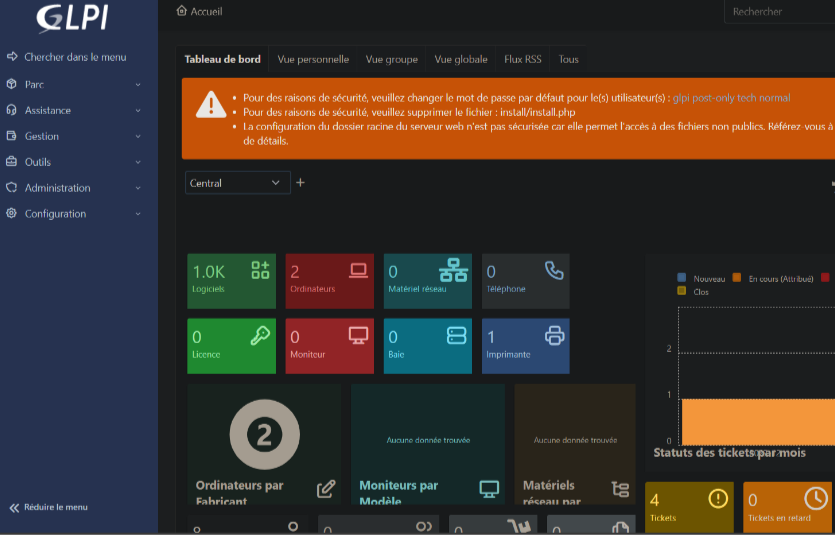 GLPI
Accueil
Rechercher
Chercher dans le menu
Parc
Assistance
Gestion
Outils
Administration
Configuration
Réduire le menu
Tableau de bord Vue personnelle Vue groupe Vue globale Flux RSS Tous
Pour des raisons de sécurité, veuillez changer le mot de passe par défaut pour le(s) utilisateur(s) : glpi post-only tech normal
Pour des raisons de sécurité, veuillez supprimer le fichier : install/install.php
La configuration du dossier racine du serveur web n'est pas sécurisée car elle permet l'accès à des fichiers non publics. Référez-vous à
de détails.
Central
1.0K
Logiciels
2
Ordinateurs
0
Matériel réseau
0
Téléphone
0
Licence
0
Moniteur
0
Baie
1
Imprimante
2
Ordinateurs par
Fabricant
Aucune donnée trouvée
Moniteurs par
Modèle
Aucune donnée trouvée
Matériels
réseau par
Nouveau En cours (Attribué)
Clos
2
1
0
Statuts des tickets par mois
4
Tickets
0
Tickets en retard